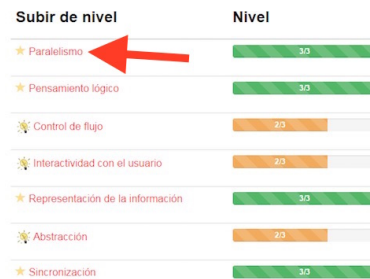 Subir de nivel Nivel
Paralelismo 3/3
Pensamiento lógico 3/3
Control de flujo 2/3
Interactividad con el usuario 2/3
Representación de la información 3/3
Abstracción 2/3
Sincronización 3/3